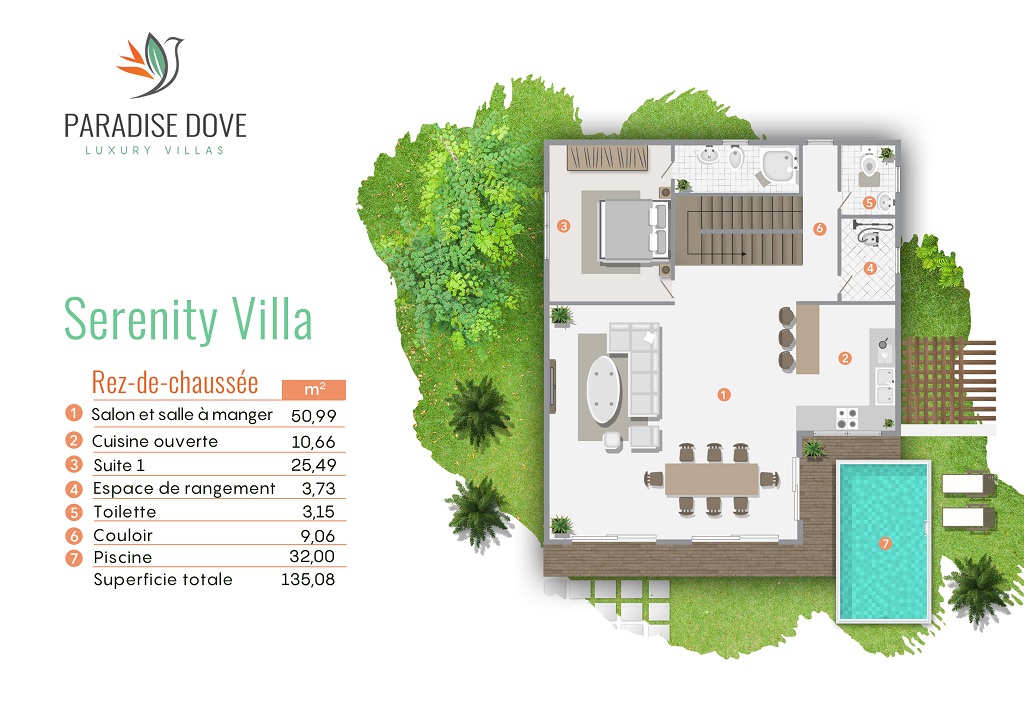 PARADISE DOVE
LUXURY VILLAS
Serenity Villa
Rez-de-chaussée m²
1 Salon et salle à manger 50,99
2 Cuisine ouverte 10,66
3 Suite 1 25,49
4 Espace de rangement 3,73
5 Toilette 3,15
6 Couloir 9,06
7 Piscine 32,00
Superficie totale 135,08
3
5
6
4
2
1
7